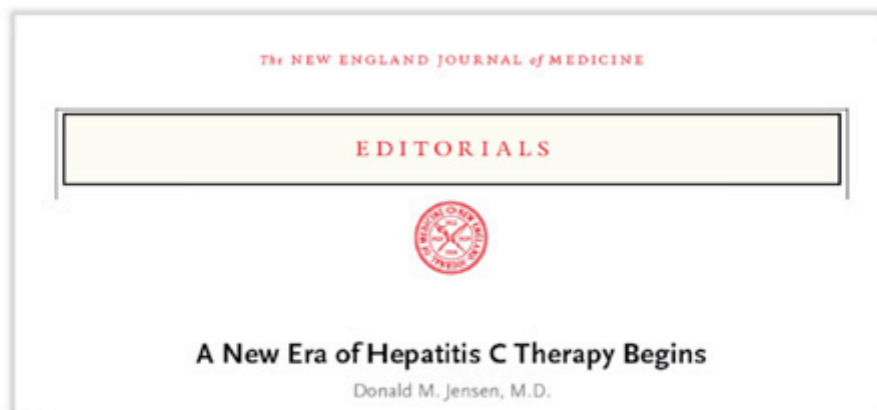 The NEW ENGLAND JOURNAL of MEDICINE
EDITORIALS
A New Era of Hepatitis C Therapy Begins
Donald M. Jensen, M.D.